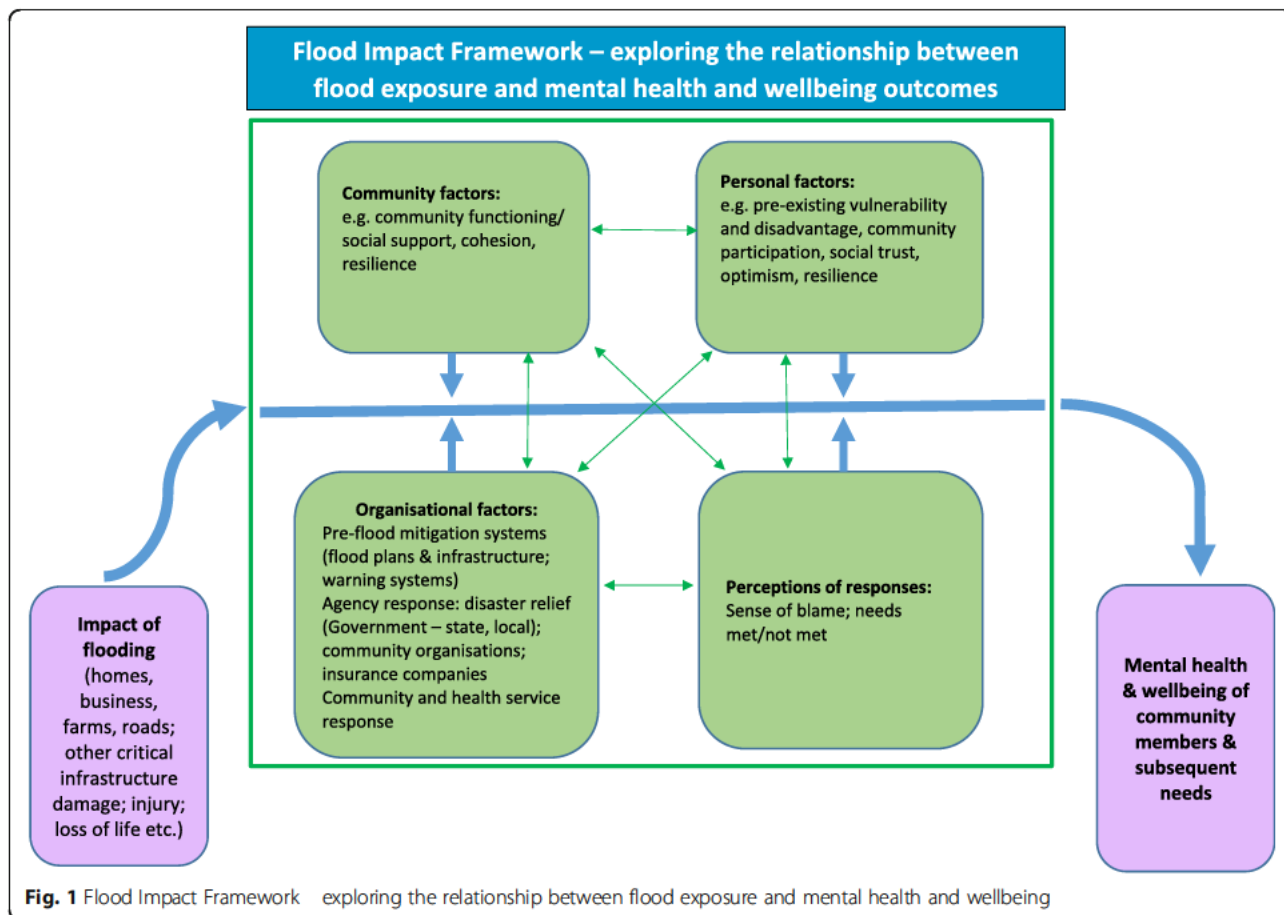 Flood Impact Framework – exploring the relationship between
flood exposure and mental health and wellbeing outcomes
Community factors:
e.g. community functioning/
social support, cohesion,
resilience
Personal factors:
e.g. pre-existing vulnerability
and disadvantage, community
participation, social trust,
optimism, resilience
Organisational factors:
Pre-flood mitigation systems
(flood plans & infrastructure;
warning systems)
Agency response: disaster relief
(Government – state, local);
community organisations;
insurance companies
Community and health service
response
Perceptions of responses:
Sense of blame; needs
met/not met
Impact of
flooding
(homes,
business,
farms, roads;
other critical
infrastructure
damage; injury;
loss of life etc.)
Mental health
& wellbeing of
community
members &
subsequent
needs
Fig. 1 Flood Impact Framework exploring the relationship between flood exposure and mental health and wellbeing